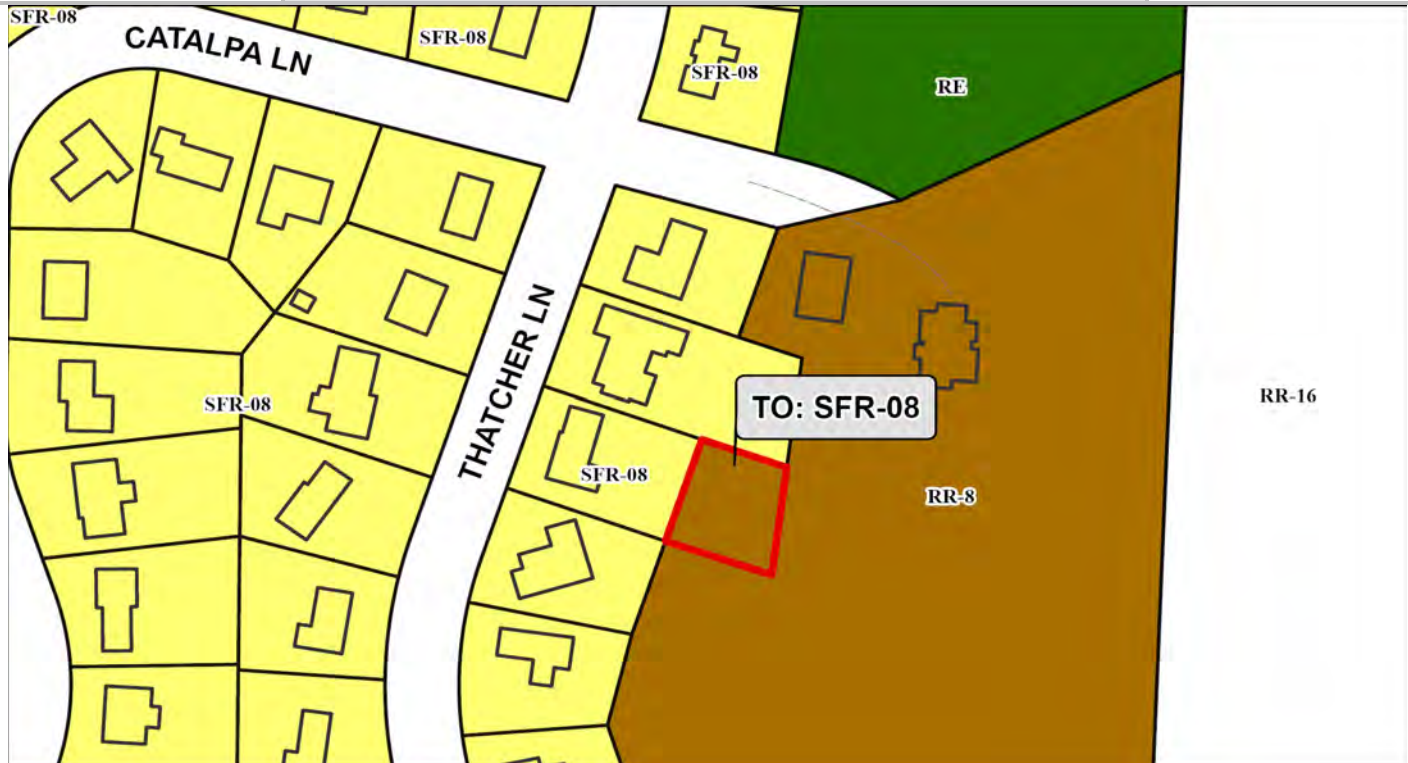 SFR-08
CATALPA LN
SFR-08
SFR-08
RE
THATCHER LN
RR-16
SFR-08
TO: SFR-08
SFR-08
RR-8